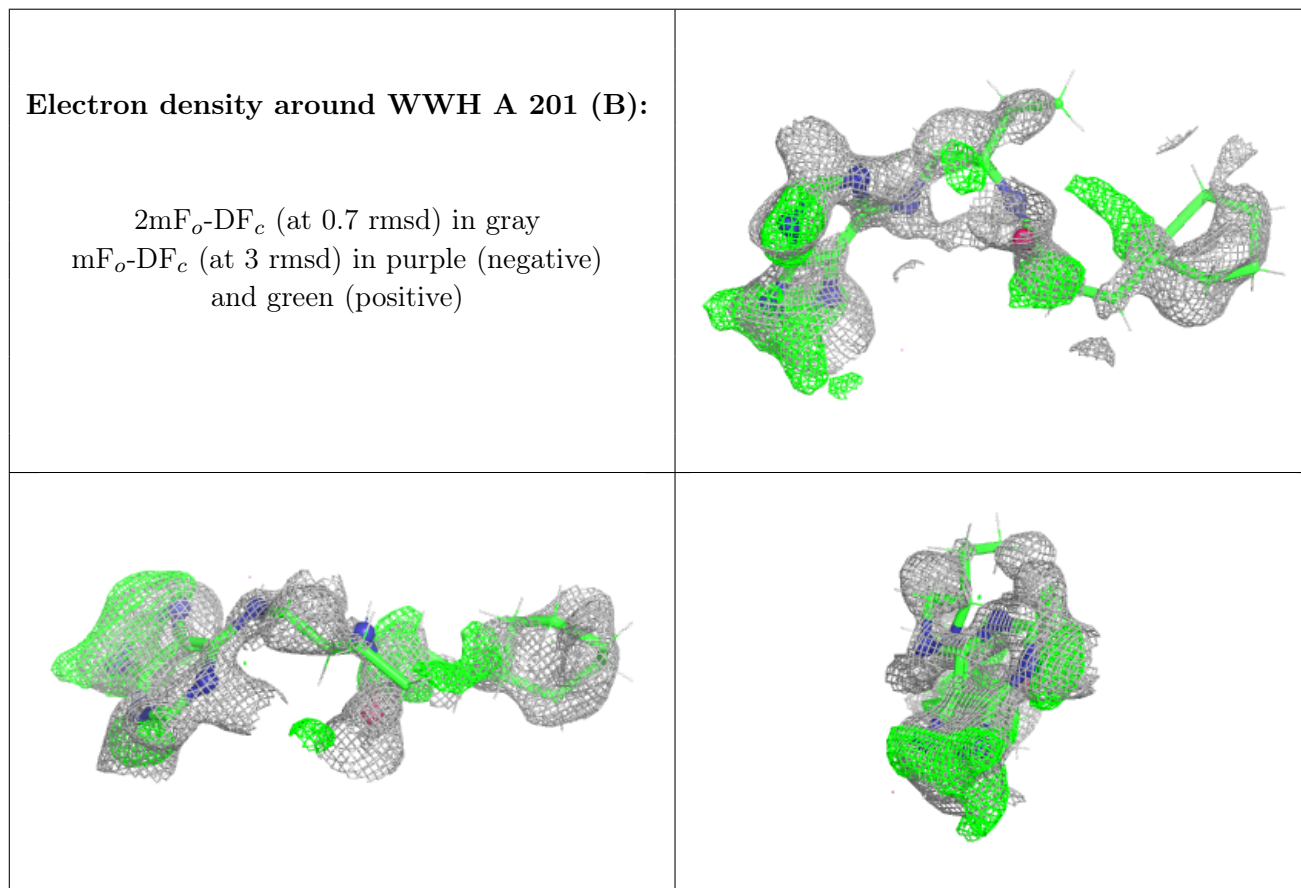 Electron density around WWH A 201 (B):
2mFₒ-DF𝒸 (at 0.7 rmsd) in gray
mFₒ-DF𝒸 (at 3 rmsd) in purple (negative)
and green (positive)